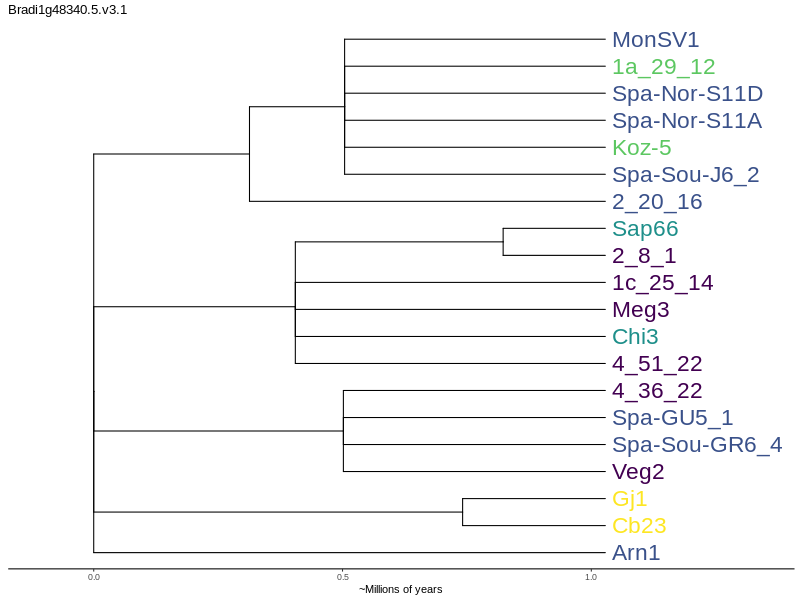 Bradi1g48340.5.v3.1
MonSV1
1a_29_12
Spa-Nor-S11D
Spa-Nor-S11A
Koz-5
Spa-Sou-J6_2
2_20_16
Sap66
2_8_1
1c_25_14
Meg3
Chi3
4_51_22
4_36_22
Spa-GU5_1
Spa-Sou-GR6_4
Veg2
Gj1
Cb23
Arn1
0.0 0.5 1.0
~Millions of years